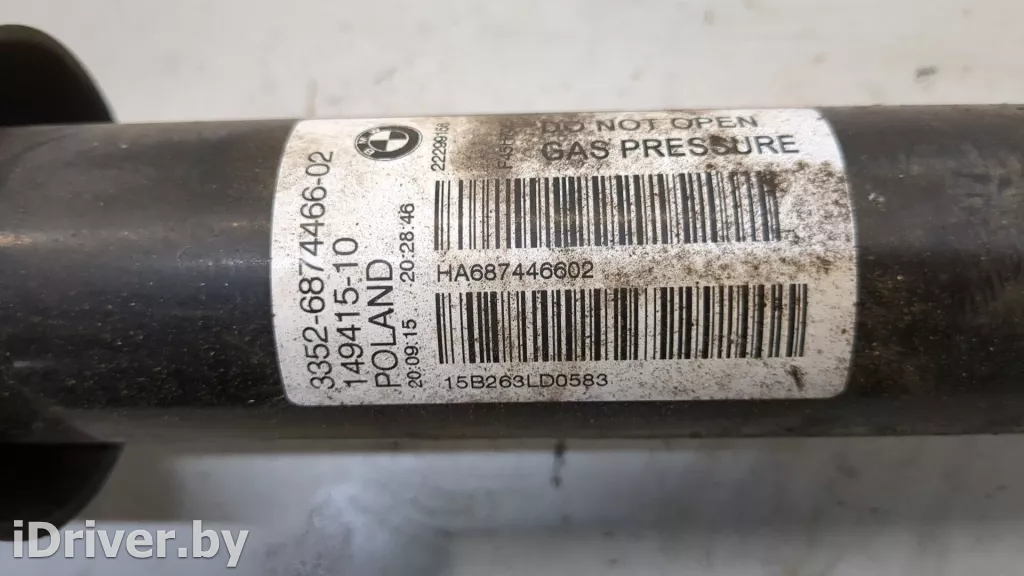 3352-6874466-02
149415-10
POLAND
20:09:15 20:28:46
BMW
DO NOT OPEN
GAS PRESSURE
HA687446602
15B263LD0583
iDriver.by